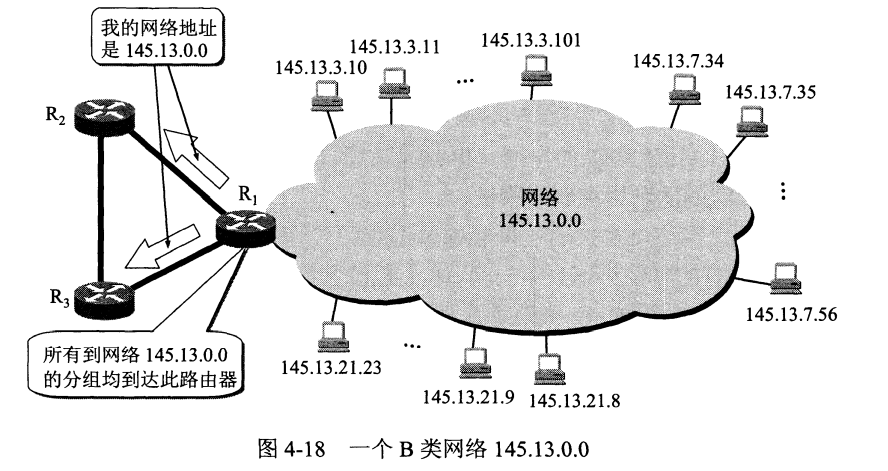 我的网络地址
是 145.13.0.0
145.13.3.10
145.13.3.11
...
145.13.3.101
145.13.7.34
145.13.7.35
R₂
R₁
网络
145.13.0.0
⋮
R₃
145.13.7.56
所有到网络 145.13.0.0
的分组均到达此路由器
145.13.21.23
...
145.13.21.9
145.13.21.8
图 4-18 一个 B 类网络 145.13.0.0